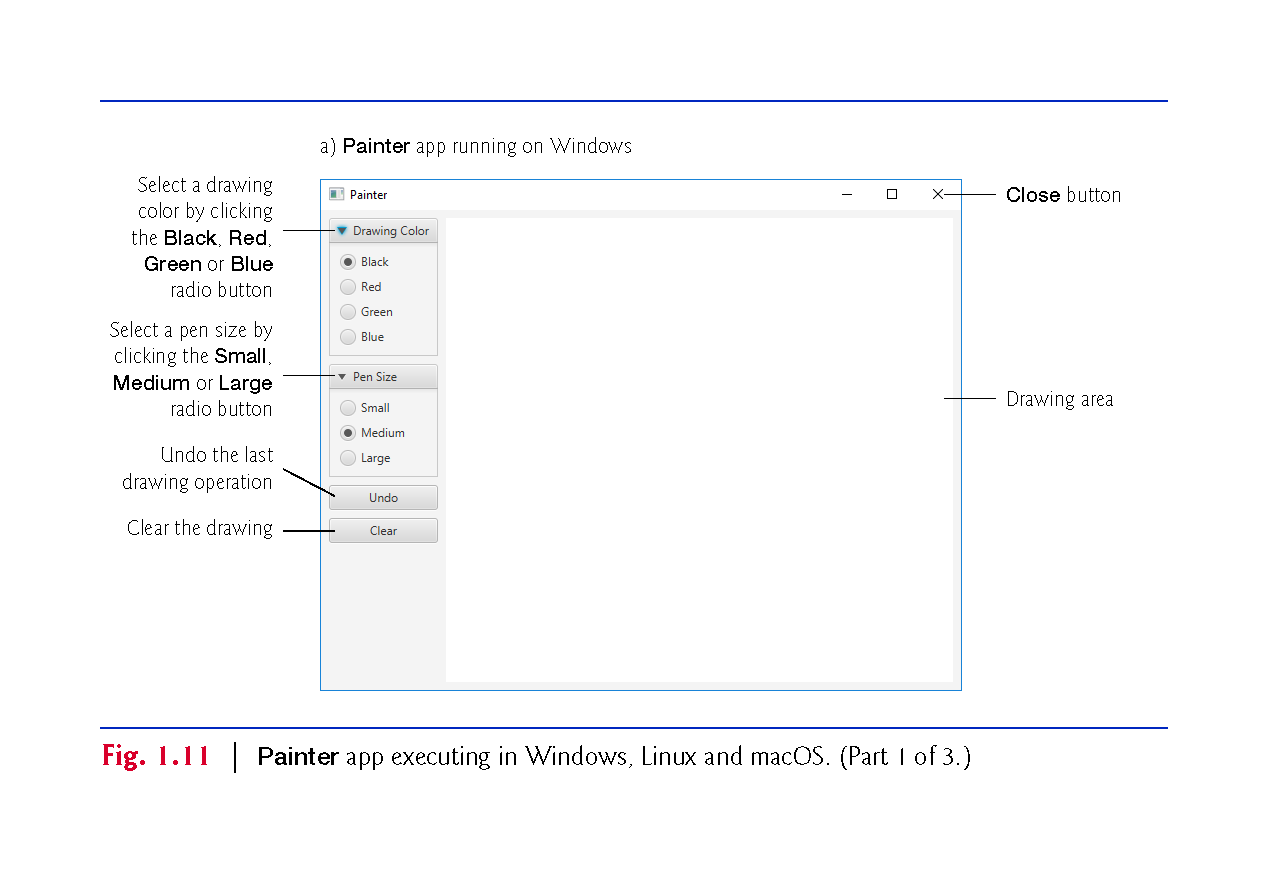 a) Painter app running on Windows
Select a drawing
color by clicking
the Black, Red,
Green or Blue
radio button
Select a pen size by
clicking the Small,
Medium or Large
radio button
Undo the last
drawing operation
Clear the drawing
Painter
Drawing Color
Black
Red
Green
Blue
Pen Size
Small
Medium
Large
Undo
Clear
Close button
Drawing area
Fig. 1.11 | Painter app executing in Windows, Linux and macOS. (Part 1 of 3.)